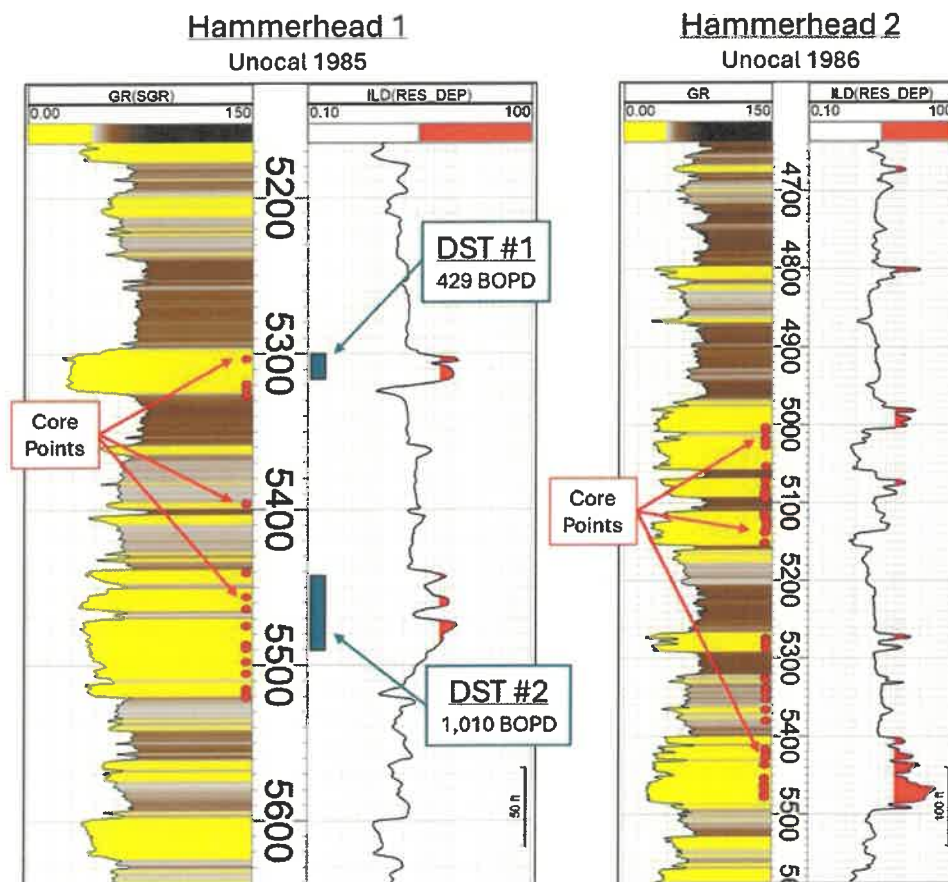 Hammerhead 1
Unocal 1985
GR(SGR)
0.00 150
ILD(RES_DEP)
0.10 100
5200
5300
5400
5500
5600
DST #1
429 BOPD
Core
Points
DST #2
1,010 BOPD
50 ft
Hammerhead 2
Unocal 1986
GR
0.00 150
ILD(RES_DEP)
0.10 100
4700
4800
4900
5000
5100
5200
5300
5400
5500
Core
Points
100 ft